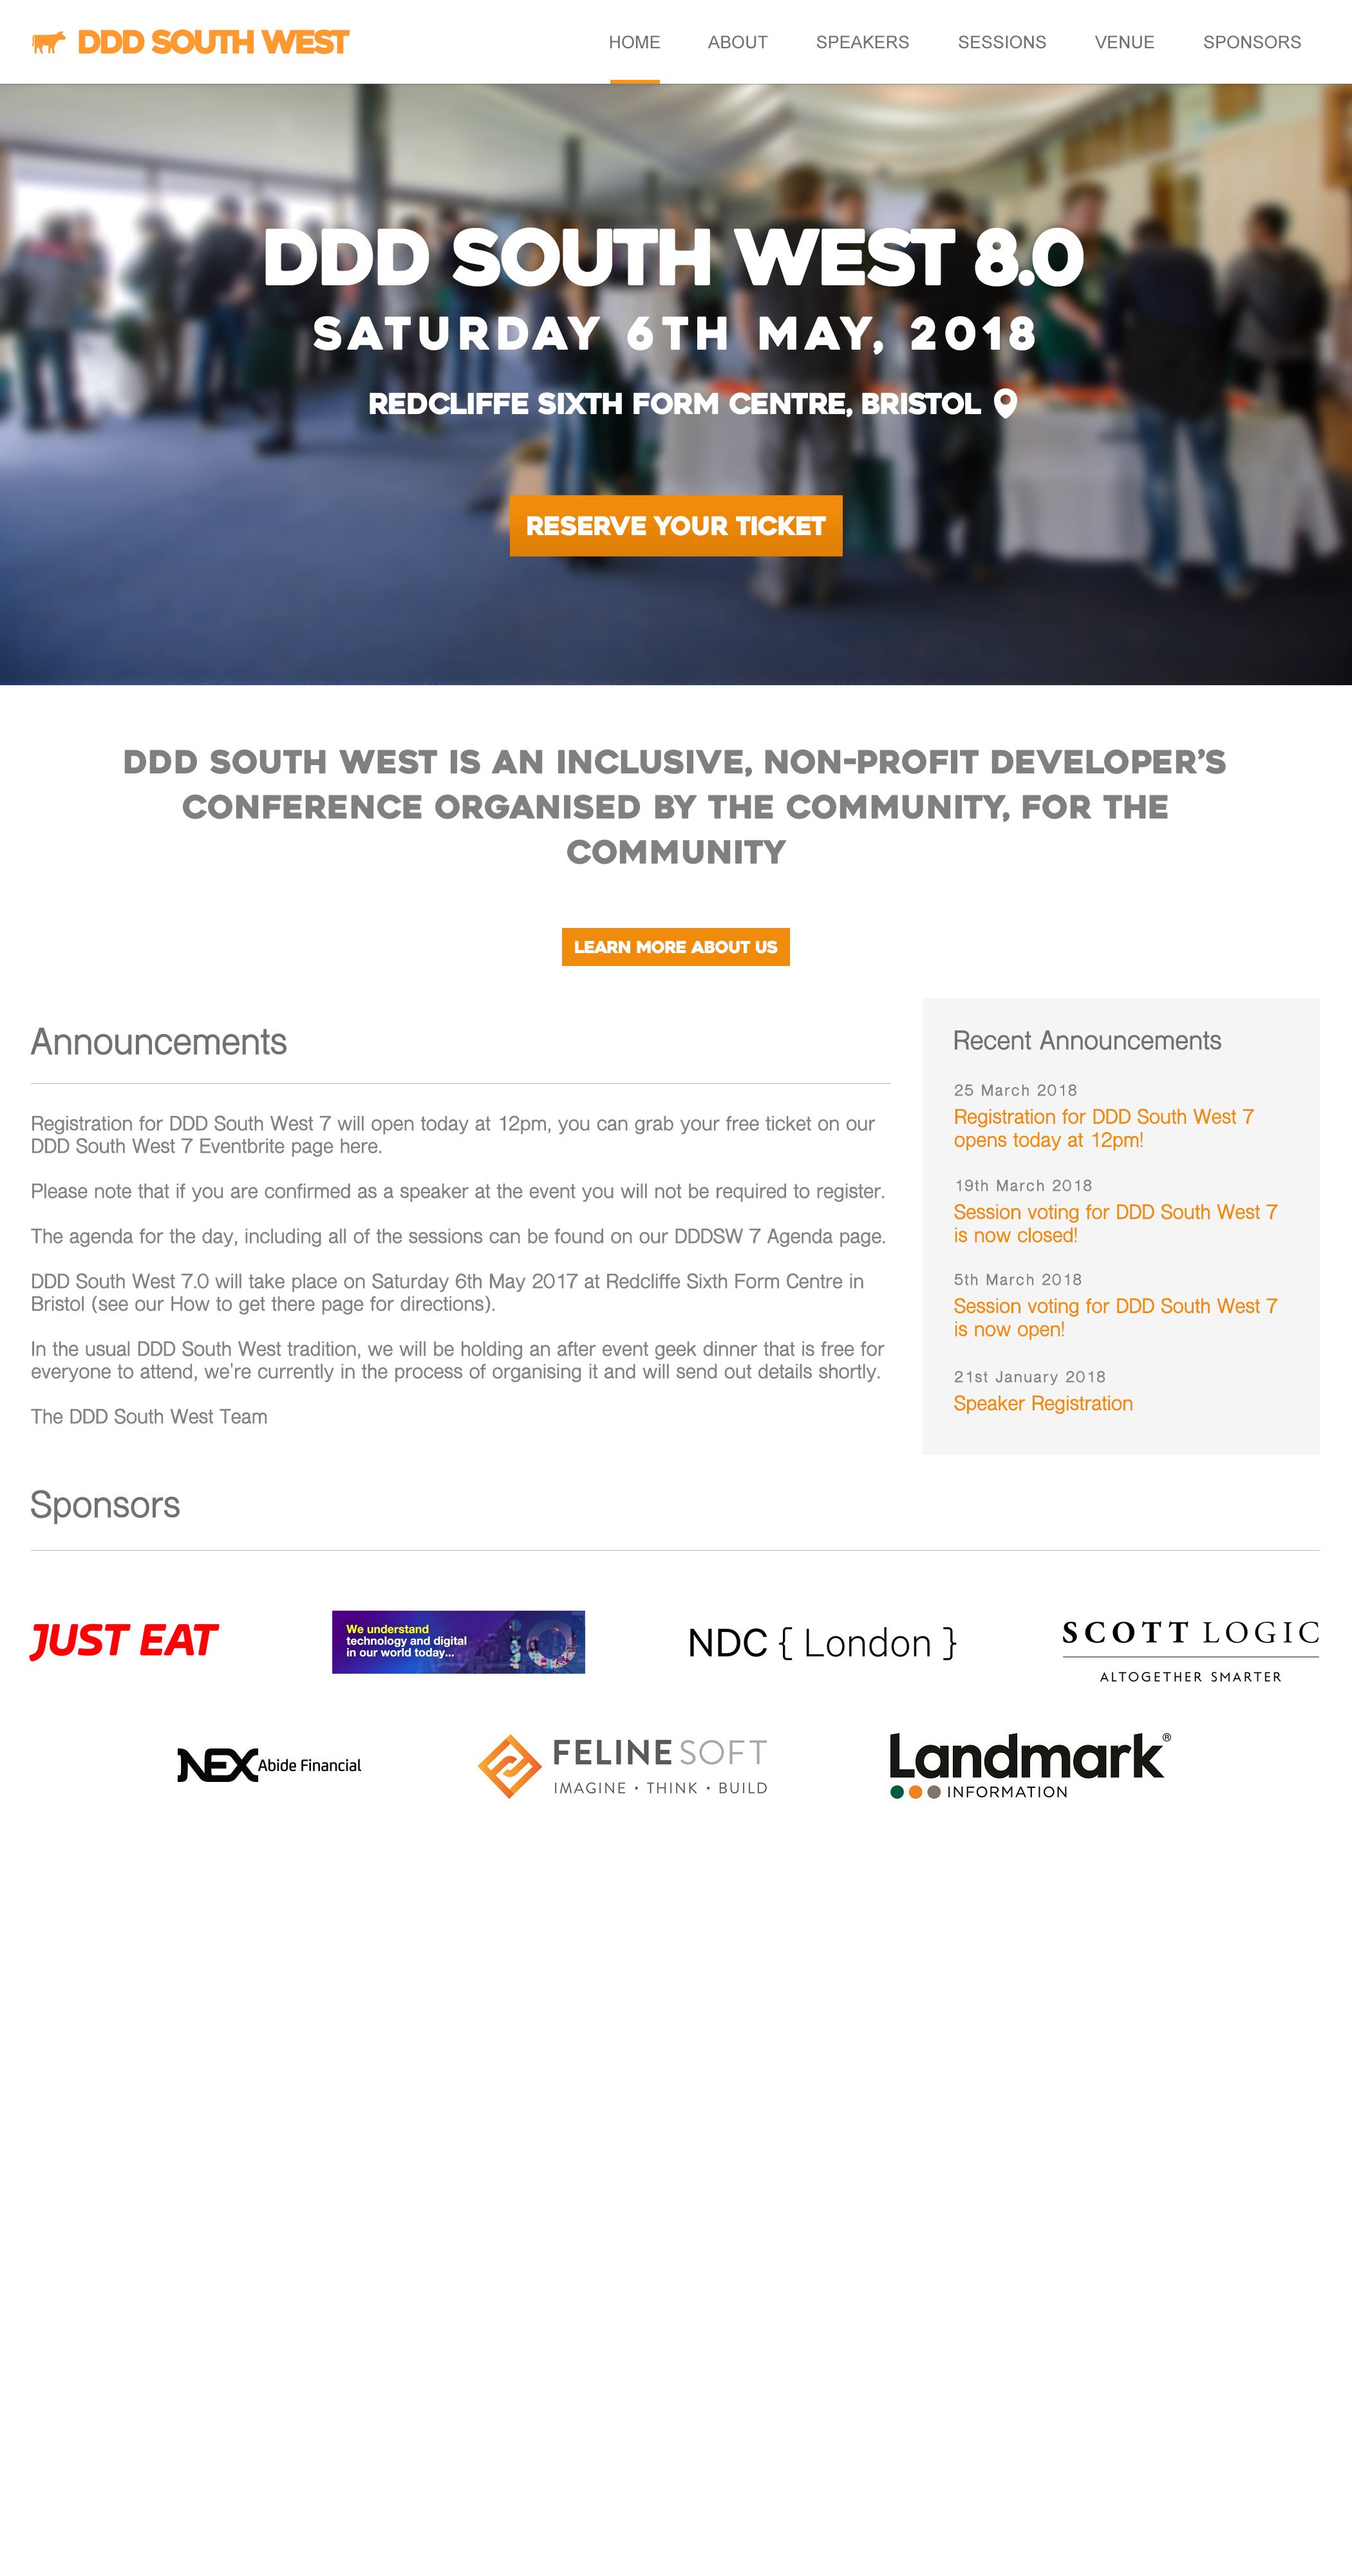 DDD SOUTH WEST
HOME ABOUT SPEAKERS SESSIONS VENUE SPONSORS
DDD SOUTH WEST 8.0
SATURDAY 6TH MAY, 2018
REDCLIFFE SIXTH FORM CENTRE, BRISTOL
RESERVE YOUR TICKET
DDD SOUTH WEST IS AN INCLUSIVE, NON-PROFIT DEVELOPER'S
CONFERENCE ORGANISED BY THE COMMUNITY, FOR THE
COMMUNITY
LEARN MORE ABOUT US
Announcements
Registration for DDD South West 7 will open today at 12pm, you can grab your free ticket on our
DDD South West 7 Eventbrite page here.
Please note that if you are confirmed as a speaker at the event you will not be required to register.
The agenda for the day, including all of the sessions can be found on our DDDSW 7 Agenda page.
DDD South West 7.0 will take place on Saturday 6th May 2017 at Redcliffe Sixth Form Centre in
Bristol (see our How to get there page for directions).
In the usual DDD South West tradition, we will be holding an after event geek dinner that is free for
everyone to attend, we're currently in the process of organising it and will send out details shortly.
The DDD South West Team
Recent Announcements
25 March 2018
Registration for DDD South West 7
opens today at 12pm!
19th March 2018
Session voting for DDD South West 7
is now closed!
5th March 2018
Session voting for DDD South West 7
is now open!
21st January 2018
Speaker Registration
Sponsors
JUST EAT
We understand
technology and digital
in our world today...
NDC { London }
SCOTT LOGIC
ALTOGETHER SMARTER
NEX Abide Financial
FELINESOFT
IMAGINE · THINK · BUILD
Landmark®
INFORMATION